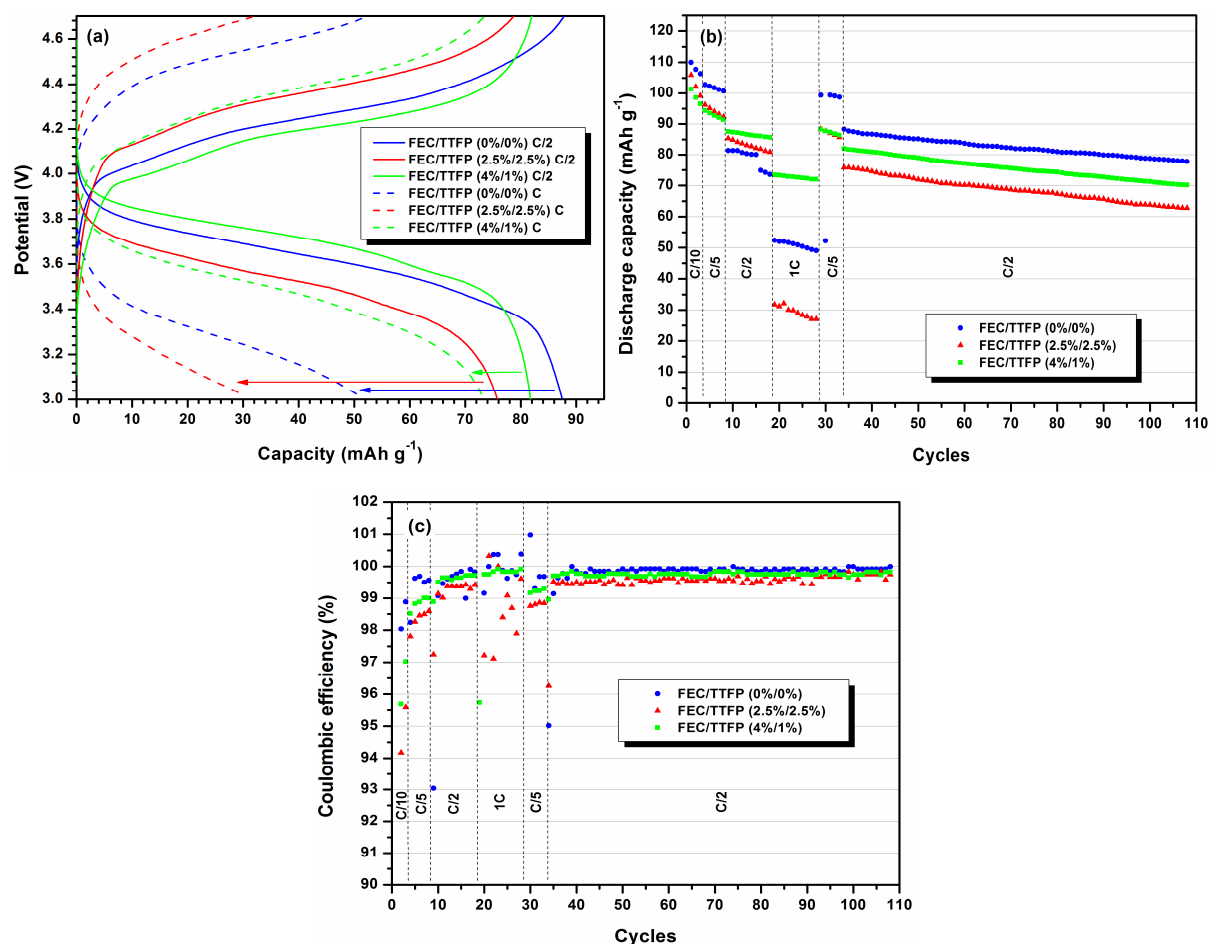 (a)
Potential (V)
4.6
4.4
4.2
4.0
3.8
3.6
3.4
3.2
3.0
FEC/TTFP (0%/0%) C/2
FEC/TTFP (2.5%/2.5%) C/2
FEC/TTFP (4%/1%) C/2
FEC/TTFP (0%/0%) C
FEC/TTFP (2.5%/2.5%) C
FEC/TTFP (4%/1%) C
0 10 20 30 40 50 60 70 80 90
Capacity (mAh g⁻¹)
(b)
Discharge capacity (mAh g⁻¹)
120
110
100
90
80
70
60
50
40
30
20
10
0
C/10
C/5
C/2
1C
C/5
C/2
FEC/TTFP (0%/0%)
FEC/TTFP (2.5%/2.5%)
FEC/TTFP (4%/1%)
0 10 20 30 40 50 60 70 80 90 100 110
Cycles
(c)
Coulombic efficiency (%)
102
101
100
99
98
97
96
95
94
93
92
91
90
FEC/TTFP (0%/0%)
FEC/TTFP (2.5%/2.5%)
FEC/TTFP (4%/1%)
C/10
C/5
C/2
1C
C/5
C/2
0 10 20 30 40 50 60 70 80 90 100 110
Cycles